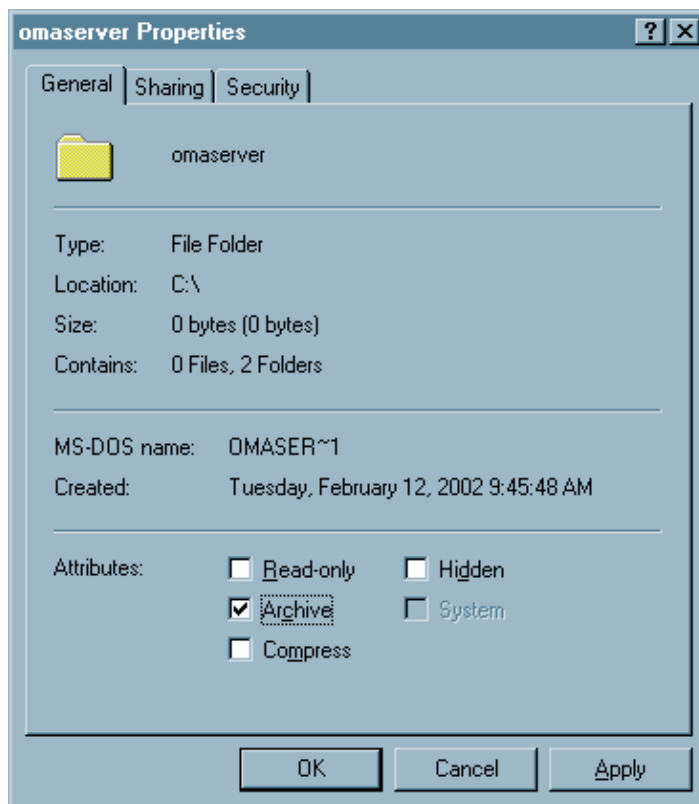 omaserver Properties
General Sharing Security
omaserver
Type: File Folder
Location: C:\
Size: 0 bytes (0 bytes)
Contains: 0 Files, 2 Folders
MS-DOS name: OMASER~1
Created: Tuesday, February 12, 2002 9:45:48 AM
Attributes: Read-only Hidden
Archive System
Compress
OK Cancel Apply